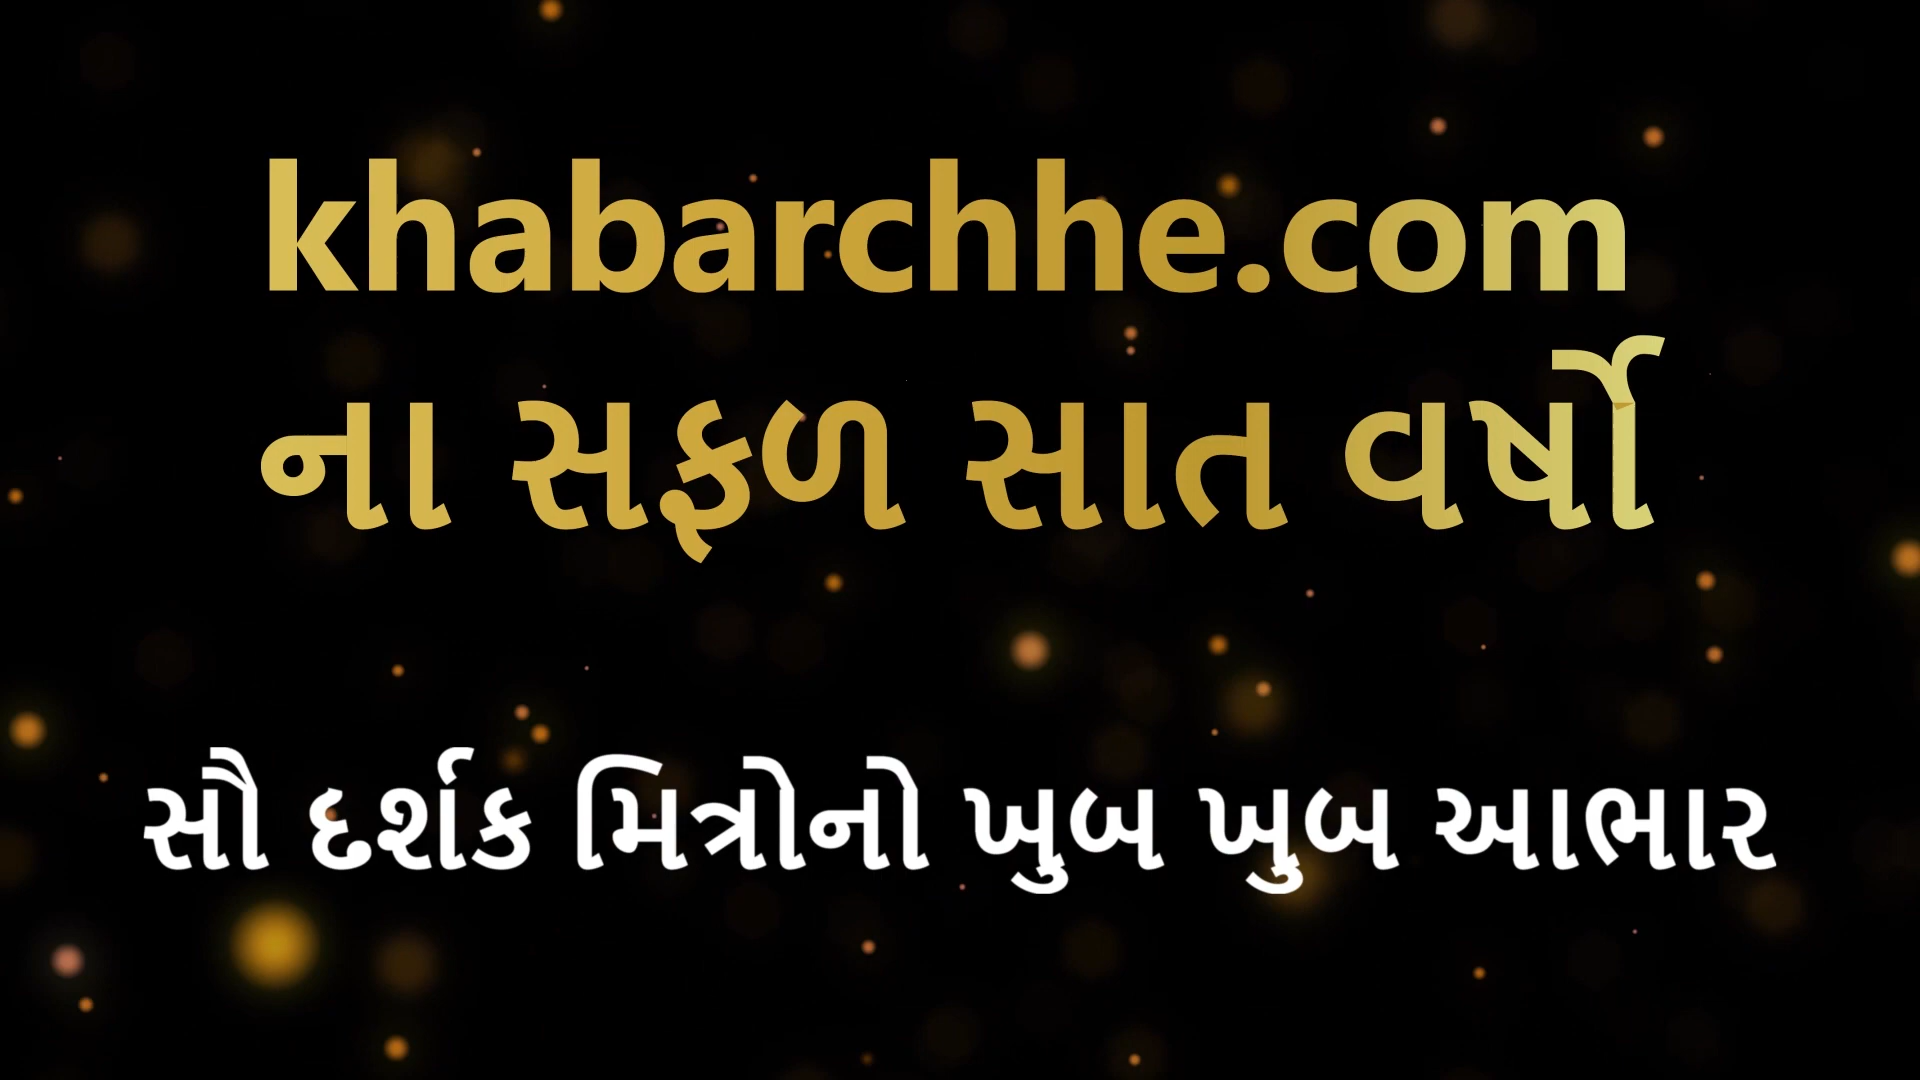 khabarchhe.com
ના સફળ સાત વર્ષો
સૌ દર્શક મિત્રોનો ખુબ ખુબ આભાર